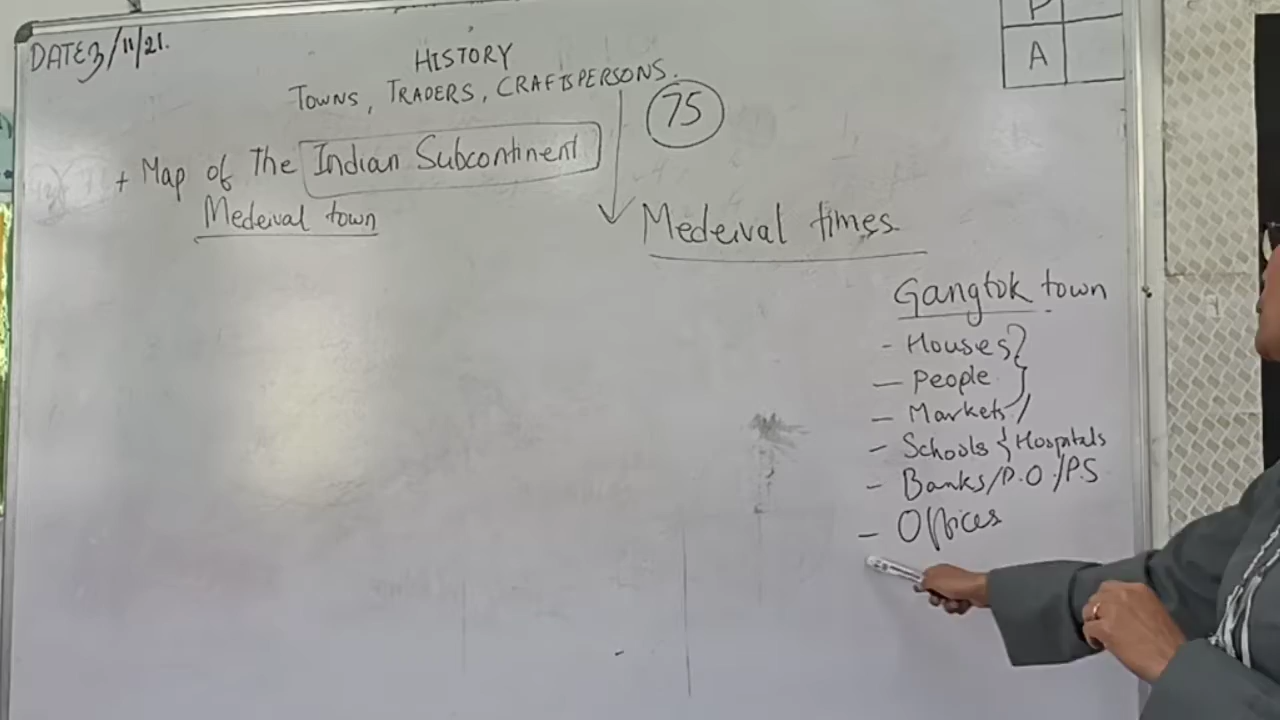 DATE 3/11/21.
HISTORY
TOWNS, TRADERS, CRAFTSPERSONS.
75
+ Map of the Indian Subcontinent
Medeival town
Medeival times
Gangtok town
- Houses
- People
- Markets
- Schools & Hospitals
- Banks/P.O./P.S
- Offices
P
A